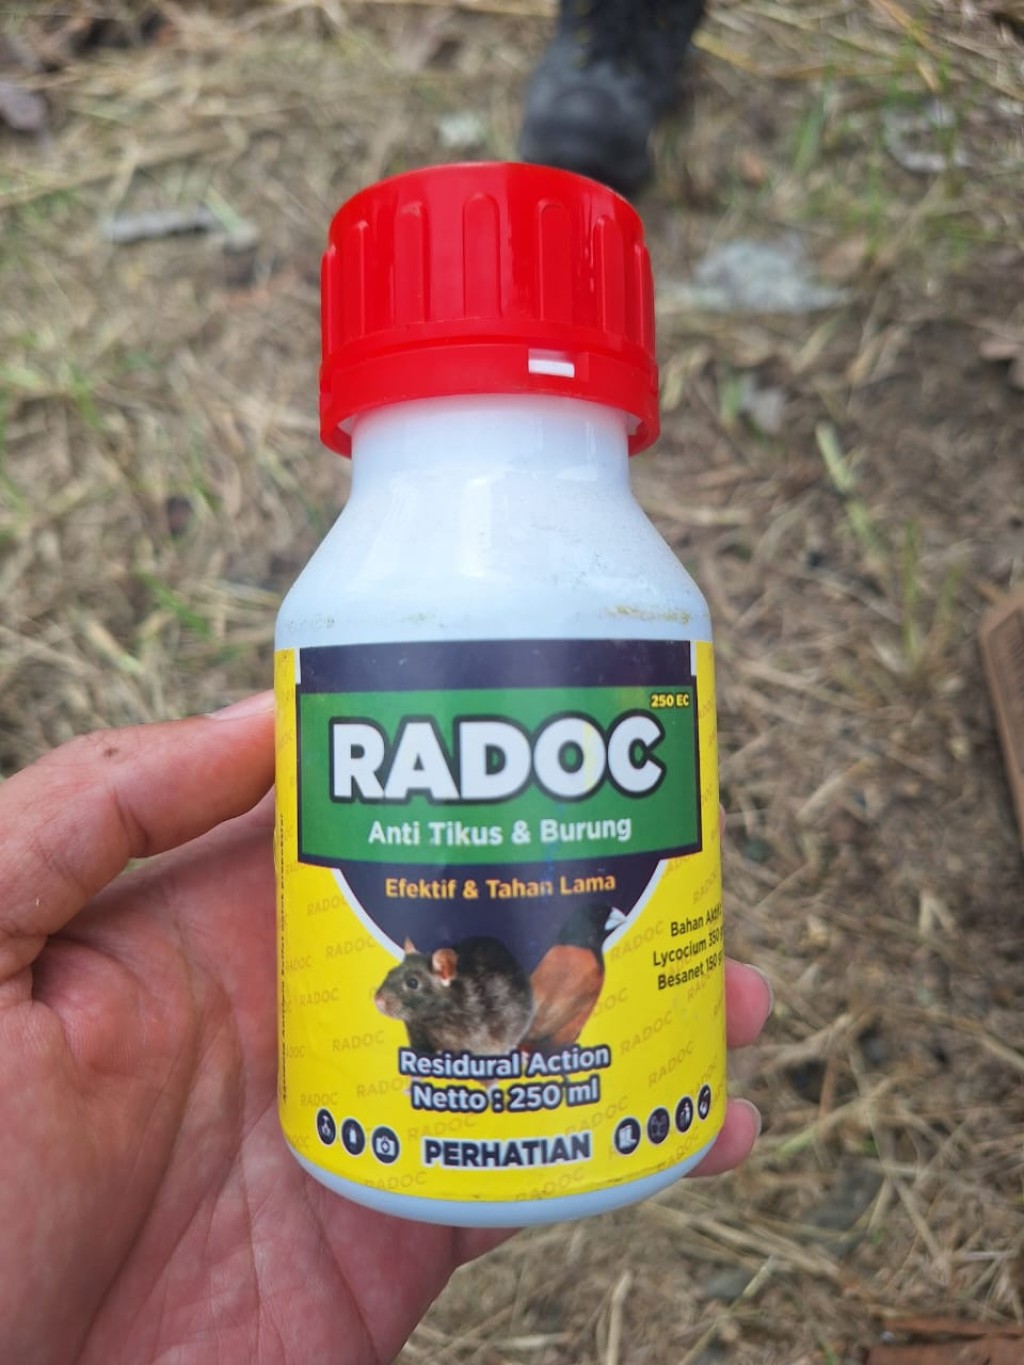 250 EC
RADOC
Anti Tikus & Burung
Efektif & Tahan Lama
Bahan
Lycocium 350
Besanet 150
Residural Action
Netto : 250 ml
PERHATIAN